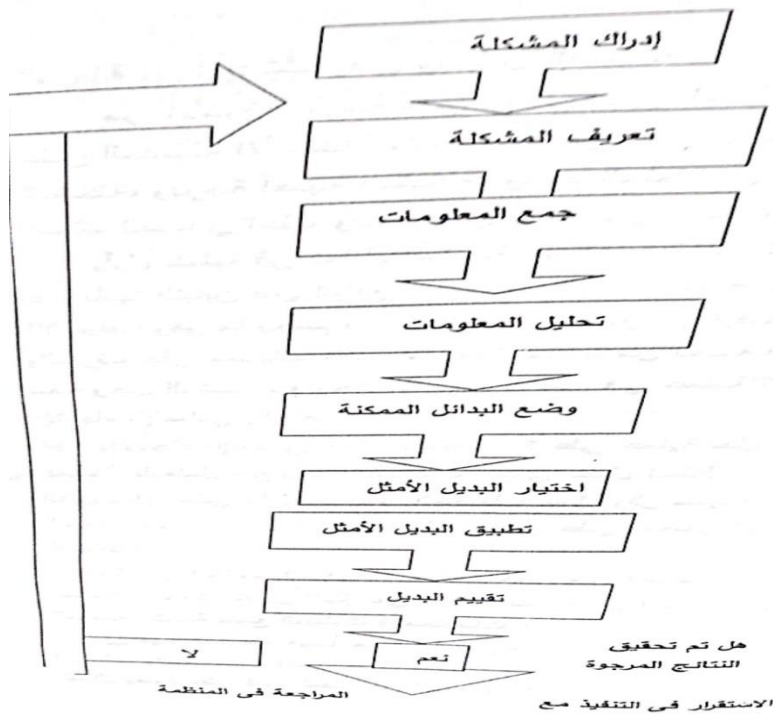 إدراك المشكلة
تعريف المشكلة
جمع المعلومات
تحليل المعلومات
وضع البدائل الممكنة
اختيار البديل الأمثل
تطبيق البديل الأمثل
تقييم البديل
هل تم تحقيق
النتائج المرجوة
نعم
لا
المراجعة فى المنظمة
الاستقرار فى التنفيذ مع